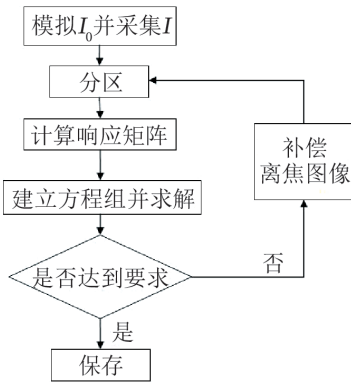 模拟I₀并采集I
分区
计算响应矩阵
补偿
离焦图像
建立方程组并求解
是否达到要求
否
是
保存